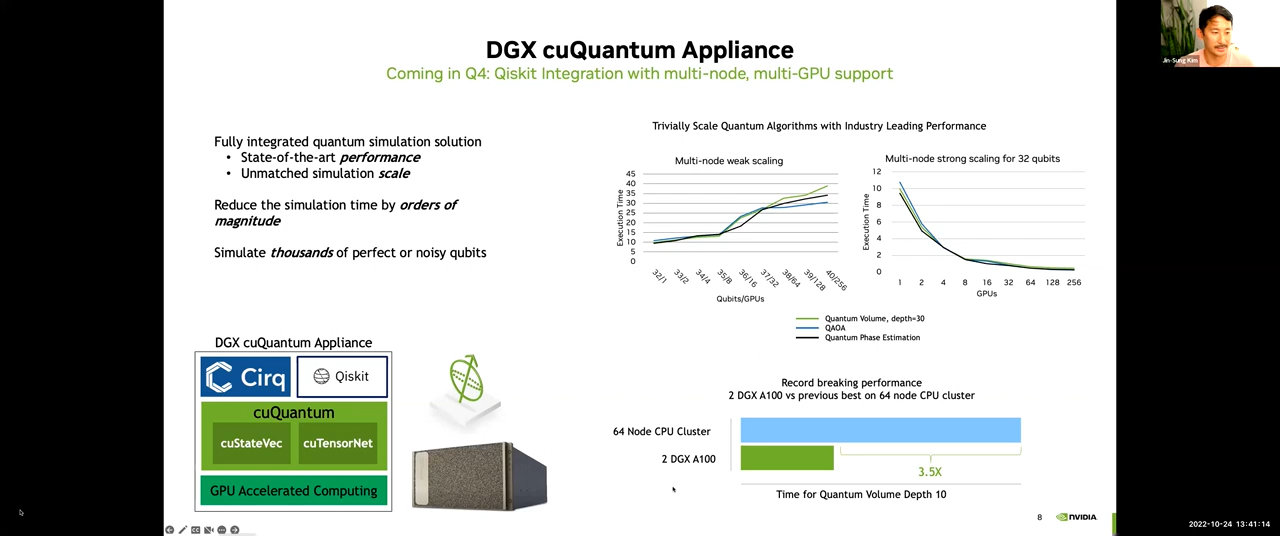 DGX cuQuantum Appliance
Coming in Q4: Qiskit Integration with multi-node, multi-GPU support
Jin-Sung Kim
Fully integrated quantum simulation solution
• State-of-the-art performance
• Unmatched simulation scale
Reduce the simulation time by orders of
magnitude
Simulate thousands of perfect or noisy qubits
Trivially Scale Quantum Algorithms with Industry Leading Performance
Multi-node weak scaling
Execution Time
45
40
35
30
25
20
15
10
5
0
32/1
33/2
34/4
35/8
36/16
37/32
38/64
39/128
40/256
Qubits/GPUs
Multi-node strong scaling for 32 qubits
Execution Time
12
10
8
6
4
2
0
1 2 4 8 16 32 64 128 256
GPUs
Quantum Volume, depth=30
QAOA
Quantum Phase Estimation
DGX cuQuantum Appliance
Cirq
Qiskit
cuQuantum
cuStateVec
cuTensorNet
GPU Accelerated Computing
Record breaking performance
2 DGX A100 vs previous best on 64 node CPU cluster
64 Node CPU Cluster
2 DGX A100
3.5X
Time for Quantum Volume Depth 10
8
NVIDIA
CC
2022-10-24 13:41:14